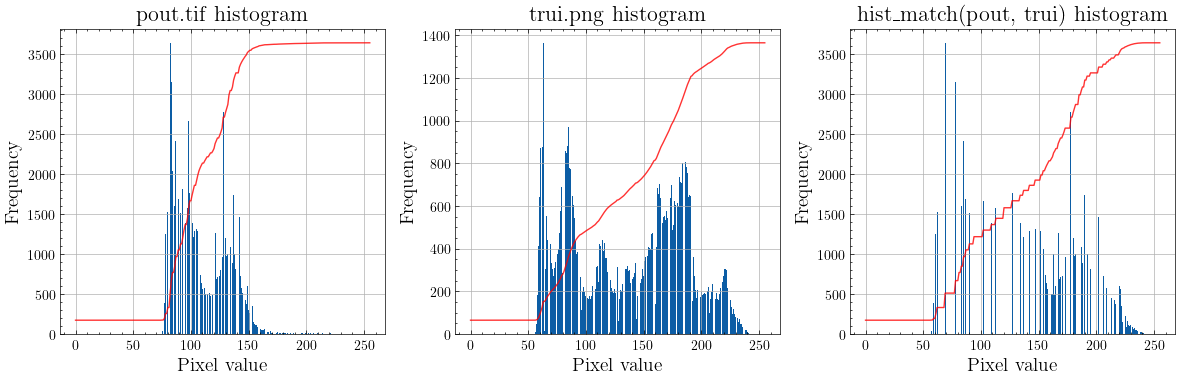 pout.tif histogram
3500
3000
2500
2000
1500
1000
500
0
Frequency
0 50 100 150 200 250
Pixel value
trui.png histogram
1400
1200
1000
800
600
400
200
0
Frequency
0 50 100 150 200 250
Pixel value
hist_match(pout, trui) histogram
3500
3000
2500
2000
1500
1000
500
0
Frequency
0 50 100 150 200 250
Pixel value